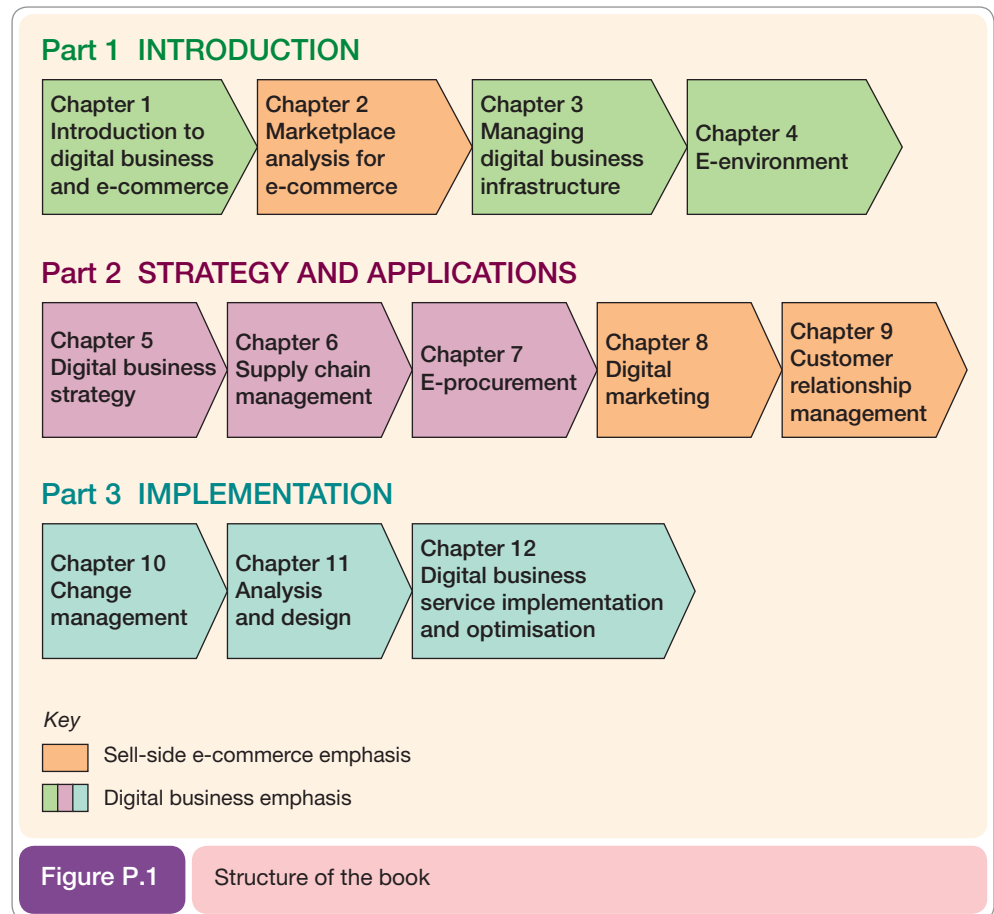 Part 1 INTRODUCTION
Chapter 1
Introduction to
digital business
and e-commerce
Chapter 2
Marketplace
analysis for
e-commerce
Chapter 3
Managing
digital business
infrastructure
Chapter 4
E-environment
Part 2 STRATEGY AND APPLICATIONS
Chapter 5
Digital business
strategy
Chapter 6
Supply chain
management
Chapter 7
E-procurement
Chapter 8
Digital
marketing
Chapter 9
Customer
relationship
management
Part 3 IMPLEMENTATION
Chapter 10
Change
management
Chapter 11
Analysis
and design
Chapter 12
Digital business
service implementation
and optimisation
Key
Sell-side e-commerce emphasis
Digital business emphasis
Figure P.1
Structure of the book